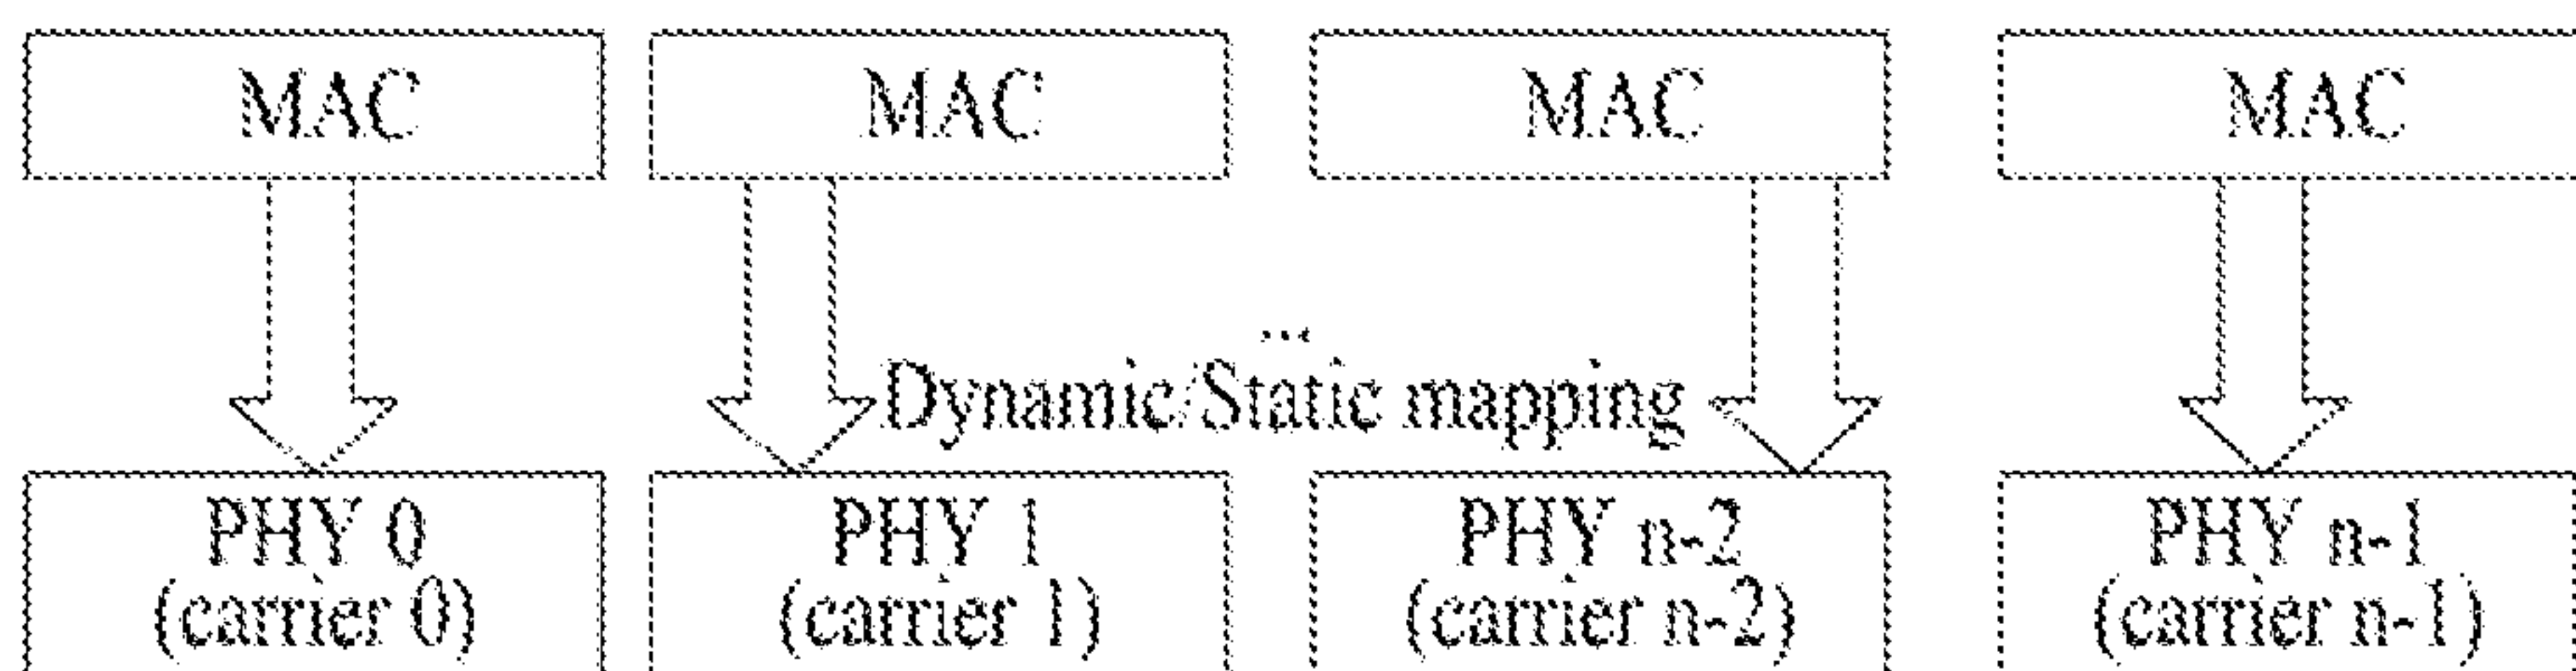 MAC MAC MAC MAC
...
Dynamic/Static mapping
PHY 0 PHY 1 PHY n-2 PHY n-1
(carrier 0) (carrier 1) (carrier n-2) (carrier n-1)